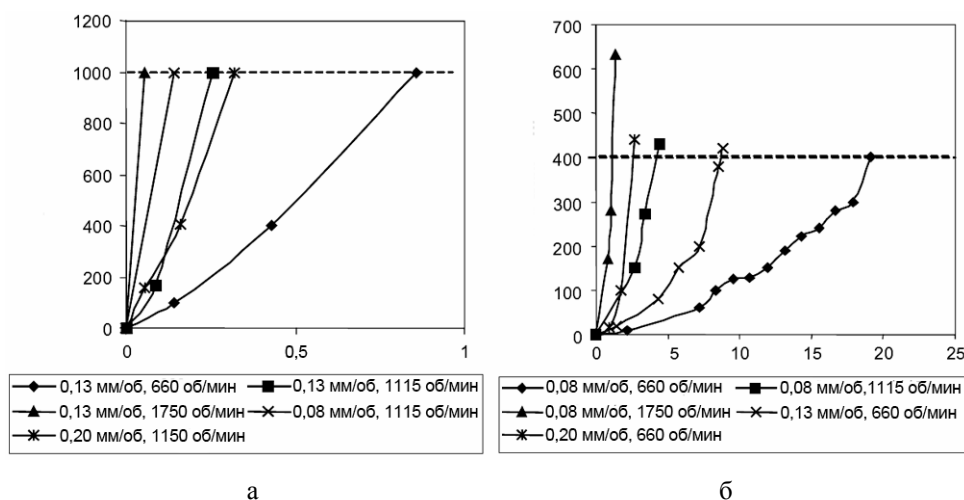 1200
1000
800
600
400
200
0
0
0,5
1
0,13 мм/об, 660 об/мин
0,13 мм/об, 1115 об/мин
0,13 мм/об, 1750 об/мин
0,08 мм/об, 1115 об/мин
0,20 мм/об, 1150 об/мин
а
700
600
500
400
300
200
100
0
0
5
10
15
20
25
0,08 мм/об, 660 об/мин
0,08 мм/об,1115 об/мин
0,08 мм/об, 1750 об/мин
0,13 мм/об, 660 об/мин
0,20 мм/об, 660 об/мин
б